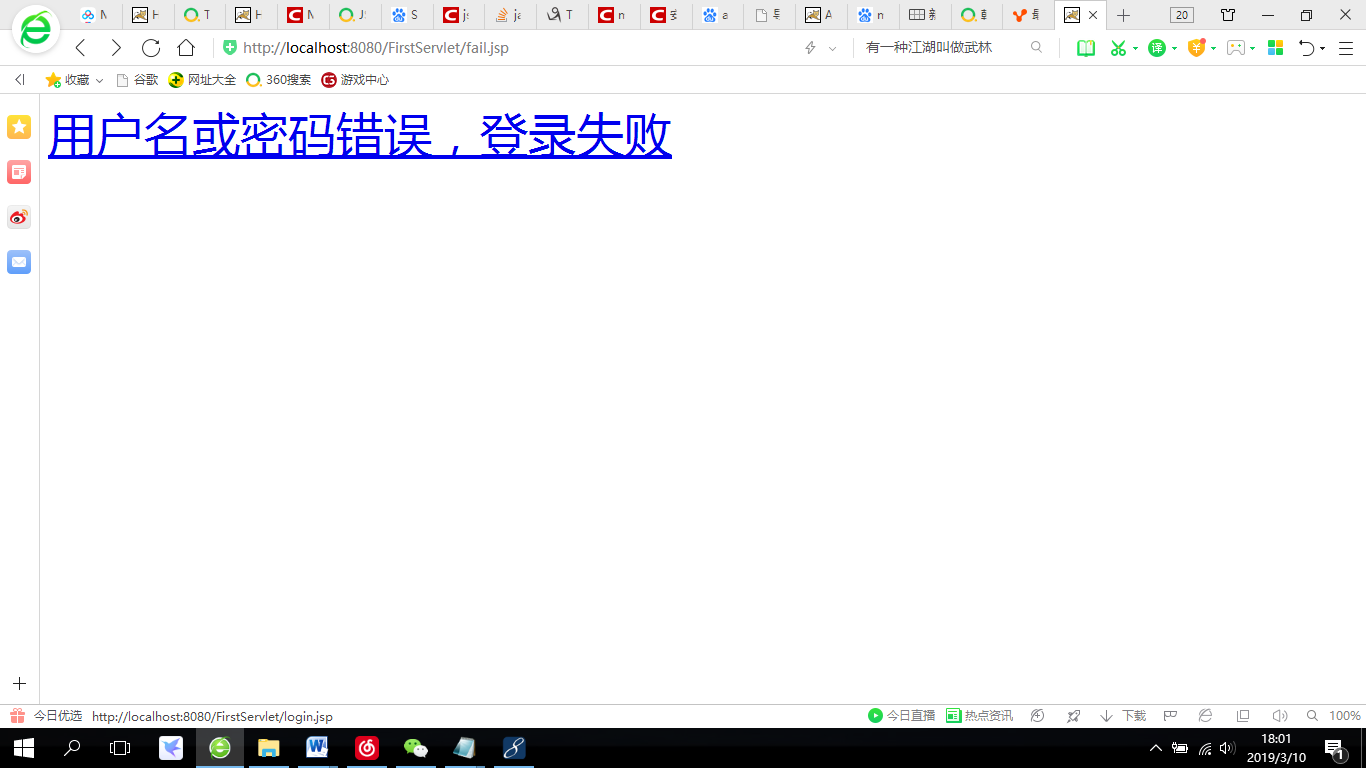 20
http://localhost:8080/FirstServlet/fail.jsp
有一种江湖叫做武林
收藏 谷歌 网址大全 360搜索 游戏中心
用户名或密码错误，登录失败
今日优选 http://localhost:8080/FirstServlet/login.jsp 今日直播 热点资讯 下载 100%
18:01
2019/3/10